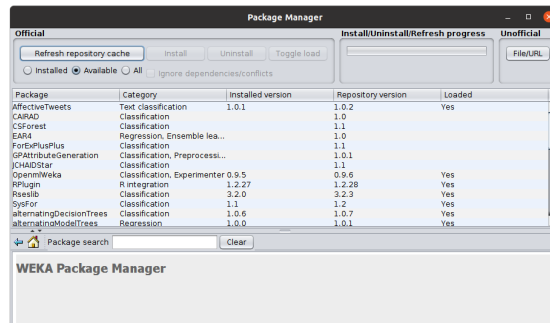 Package Manager
Official
Install/Uninstall/Refresh progress
Unofficial
Refresh repository cache
Install
Uninstall
Toggle load
File/URL
Installed
Available
All
Ignore dependencies/conflicts
Package Category Installed version Repository version Loaded
AffectiveTweets Text classification 1.0.1 1.0.2 Yes
CAIRAD Classification 1.0
CSForest Classification 1.1
EAR4 Regression, Ensemble lea... 1.0
ForExPlusPlus Classification 1.1
GPAttributeGeneration Classification, Preprocessi... 1.0.1
JCHAIDStar Classification 1.1
OpenmlWeka Classification, Experimenter 0.9.5 0.9.6 Yes
RPlugin R integration 1.2.27 1.2.28 Yes
Rseslib Classification 3.2.0 3.2.3 Yes
SysFor Classification 1.1 1.2 Yes
alternatingDecisionTrees Classification 1.0.6 1.0.7 Yes
alternatingModelTrees Regression 1.0.0 1.0.1 Yes
Package search
Clear
WEKA Package Manager